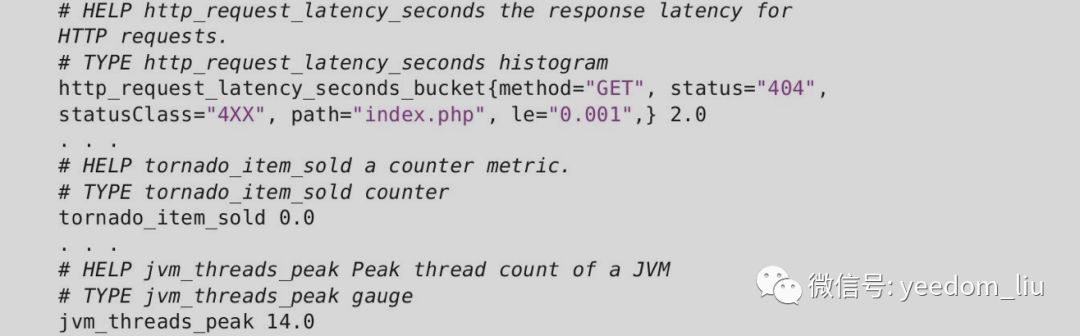 # HELP http_request_latency_seconds the response latency for
HTTP requests.
# TYPE http_request_latency_seconds histogram
http_request_latency_seconds_bucket{method="GET", status="404",
statusClass="4XX", path="index.php", le="0.001",} 2.0
. . .
# HELP tornado_item_sold a counter metric.
# TYPE tornado_item_sold counter
tornado_item_sold 0.0
. . .
# HELP jvm_threads_peak Peak thread count of a JVM
# TYPE jvm_threads_peak gauge
jvm_threads_peak 14.0
微信号: yeedom_liu